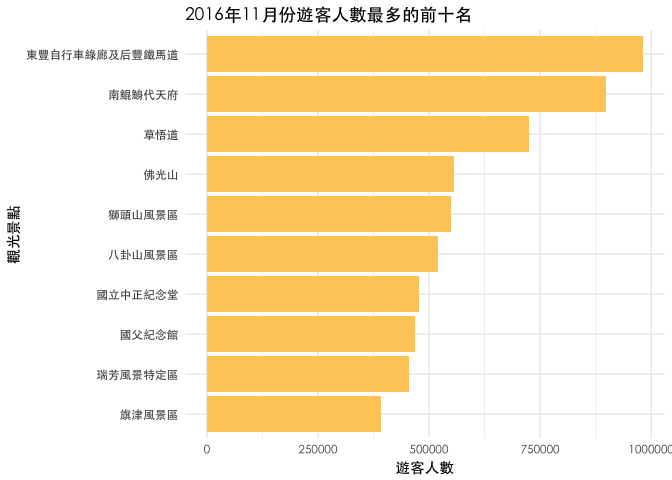 2016年11月份遊客人數最多的前十名
東豐自行車綠廊及后豐鐵馬道
南鯤鯓代天府
草悟道
佛光山
獅頭山風景區
八卦山風景區
國立中正紀念堂
國父紀念館
瑞芳風景特定區
旗津風景區
觀光景點
0
250000
500000
750000
1000000
遊客人數